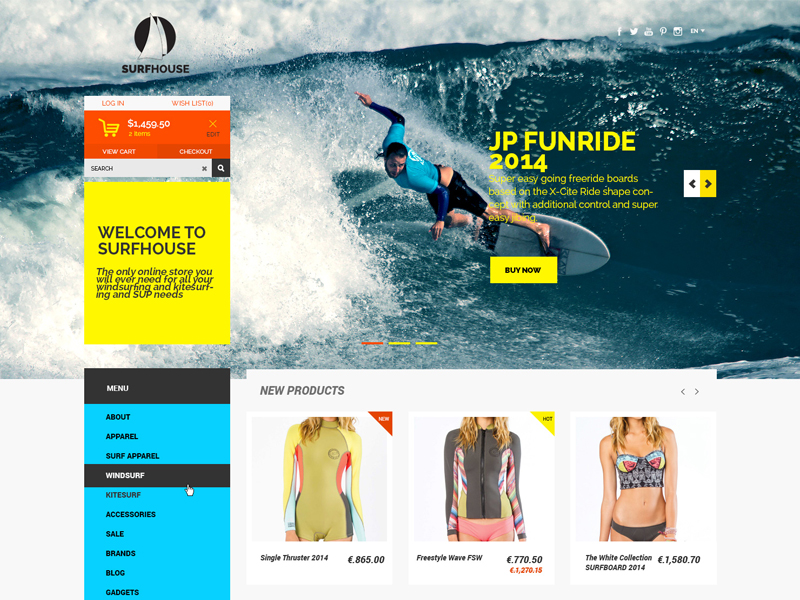 SURFHOUSE
EN
LOG IN
WISH LIST(0)
$1,459.50
2 items
EDIT
VIEW CART
CHECKOUT
SEARCH
JP FUNRIDE
2014
Super easy going freeride boards
based on the X-Cite Ride shape con-
cept with additional control and super
easy jibing.
BUY NOW
WELCOME TO
SURFHOUSE
The only online store you
will ever need for all your
windsurfing and kitesurf-
ing and SUP needs
MENU
ABOUT
APPAREL
SURF APPAREL
WINDSURF
KITESURF
ACCESSORIES
SALE
BRANDS
BLOG
GADGETS
NEW PRODUCTS
NEW
HOT
Single Thruster 2014
€.865.00
Freestyle Wave FSW
€.770.50
€.1,270.15
The White Collection
SURFBOARD 2014
€.1,580.70